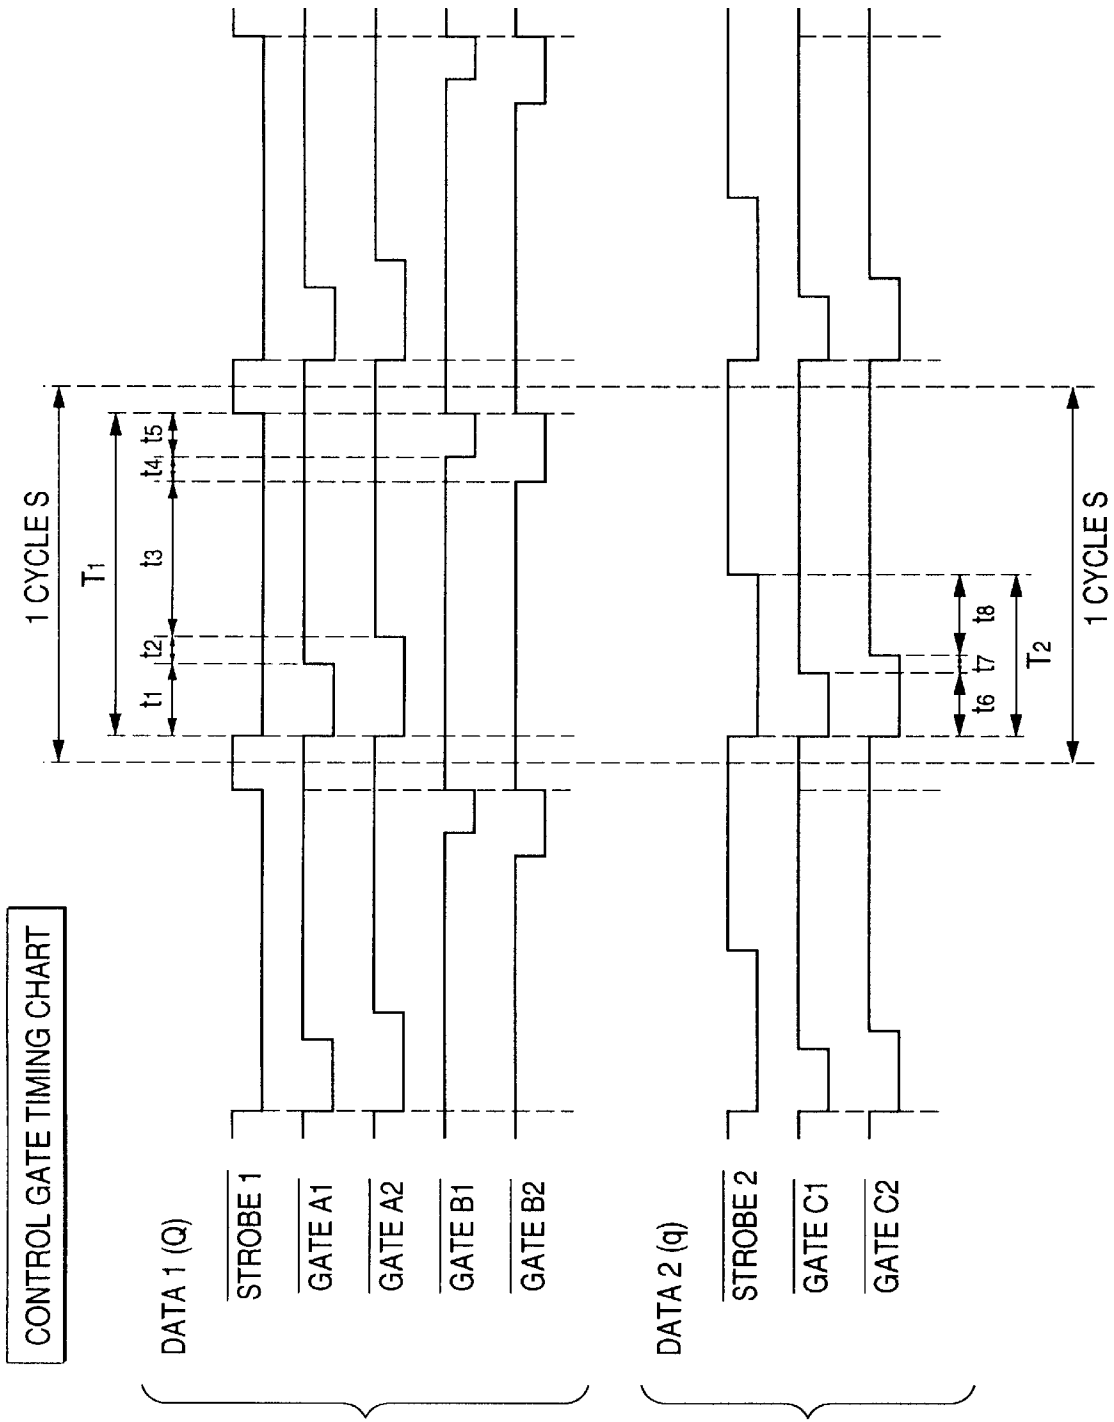 CONTROL GATE TIMING CHART
1 CYCLE S
T1
t1 t2 t3 t4 t5
DATA 1 (Q)
STROBE 1
GATE A1
GATE A2
GATE B1
GATE B2
DATA 2 (q)
STROBE 2
GATE C1
GATE C2
t6 t7 t8
T2
1 CYCLE S